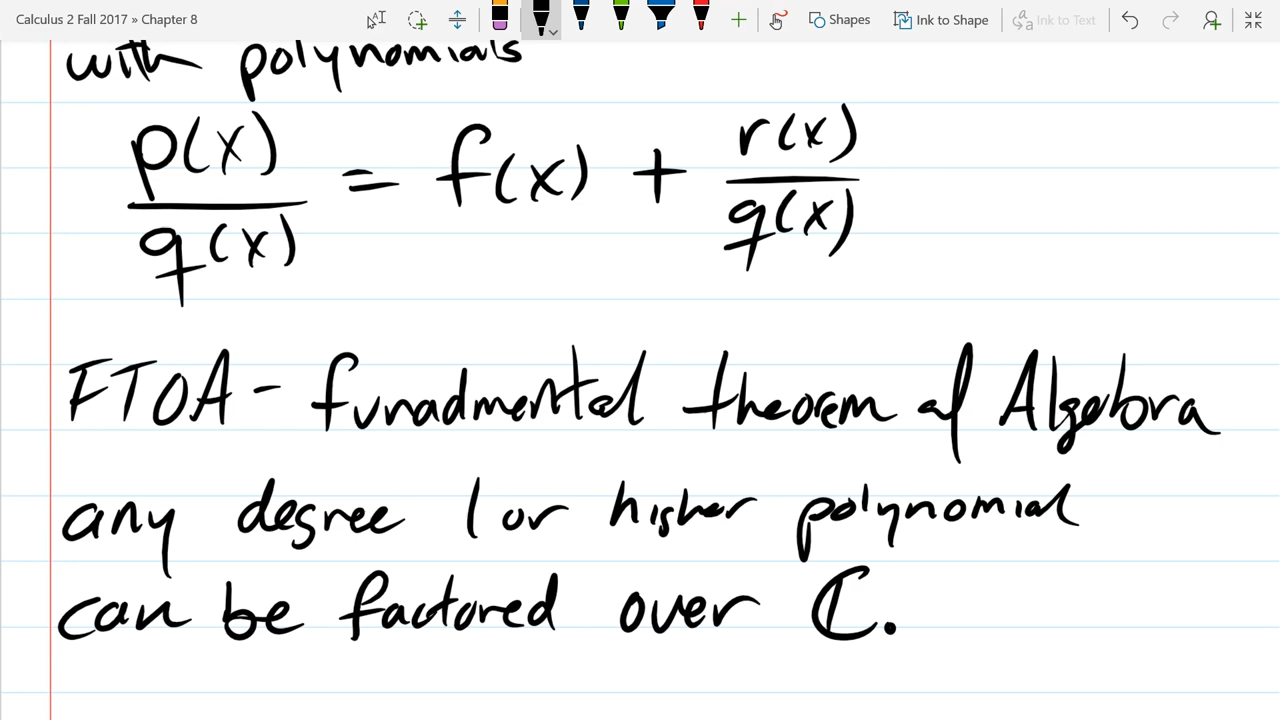 Calculus 2 Fall 2017 » Chapter 8
Shapes
Ink to Shape
Ink to Text
with polynomials
p(x)/q(x) = f(x) + r(x)/q(x)
FTOA - funadmental theorem of Algebra
any degree 1 or higher polynomial
can be factored over ℂ.